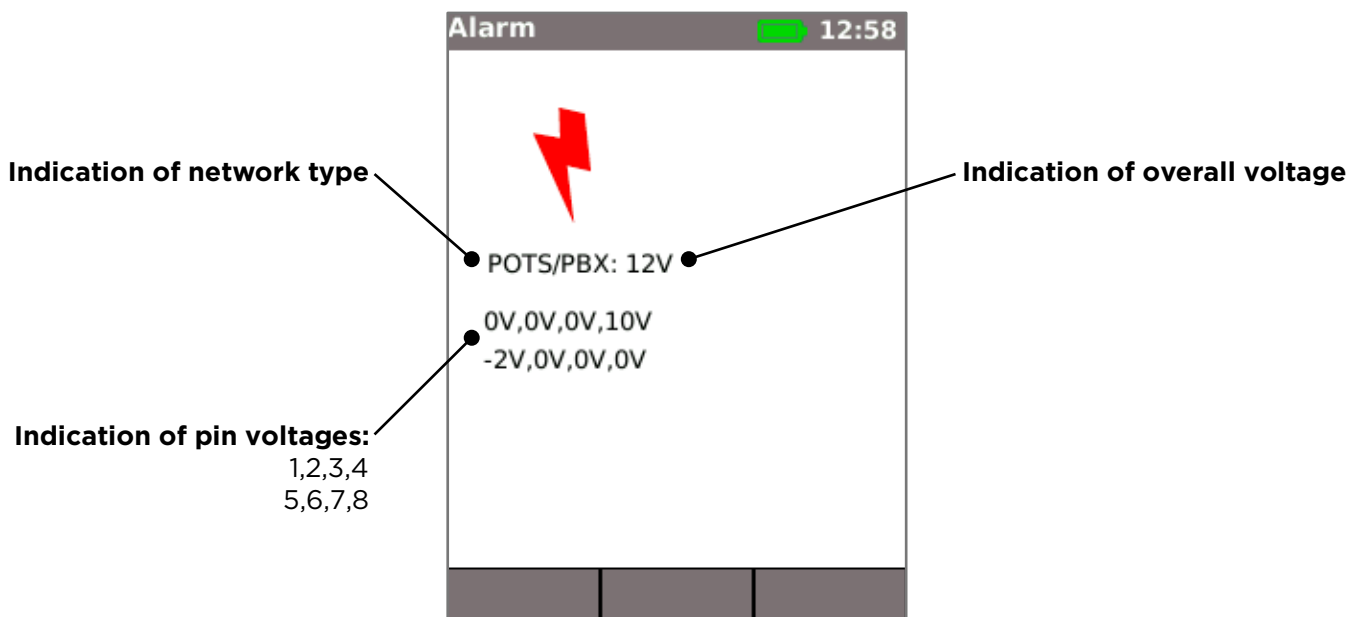 Alarm 12:58
Indication of network type
Indication of overall voltage
POTS/PBX: 12V
0V,0V,0V,10V
-2V,0V,0V,0V
Indication of pin voltages:
1,2,3,4
5,6,7,8